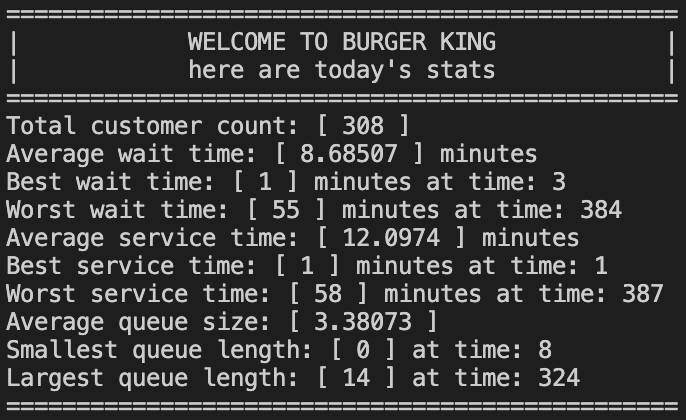 ================================================
|            WELCOME TO BURGER KING            |
|            here are today's stats            |
================================================
Total customer count: [ 308 ]
Average wait time: [ 8.68507 ] minutes
Best wait time: [ 1 ] minutes at time: 3
Worst wait time: [ 55 ] minutes at time: 384
Average service time: [ 12.0974 ] minutes
Best service time: [ 1 ] minutes at time: 1
Worst service time: [ 58 ] minutes at time: 387
Average queue size: [ 3.38073 ]
Smallest queue length: [ 0 ] at time: 8
Largest queue length: [ 14 ] at time: 324
================================================